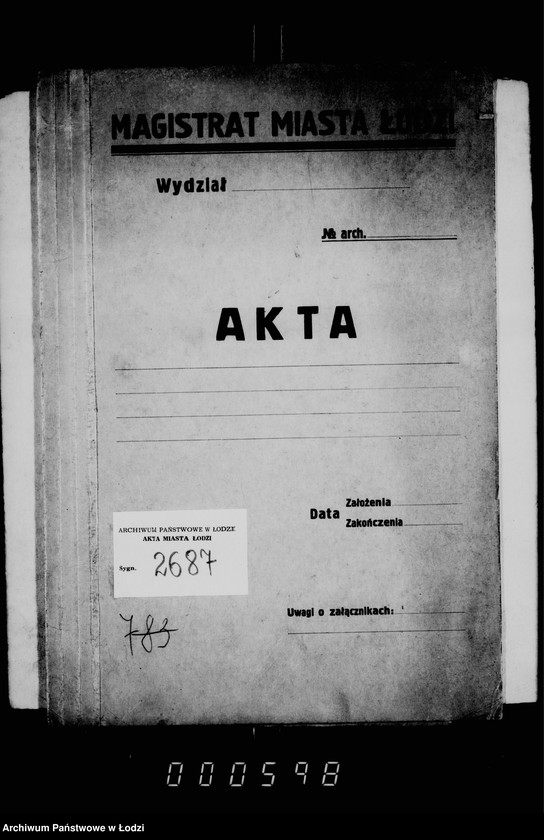 MAGISTRAT MIASTA ŁODZI
Wydział
№ arch.
AKTA
Data Założenia
Zakończenia
ARCHIWUM PAŃSTWOWE W ŁODZI
AKTA MIASTA ŁODZI
Sygn. 2687
783
Uwagi o załącznikach:
000598
Archiwum Państwowe w Łodzi